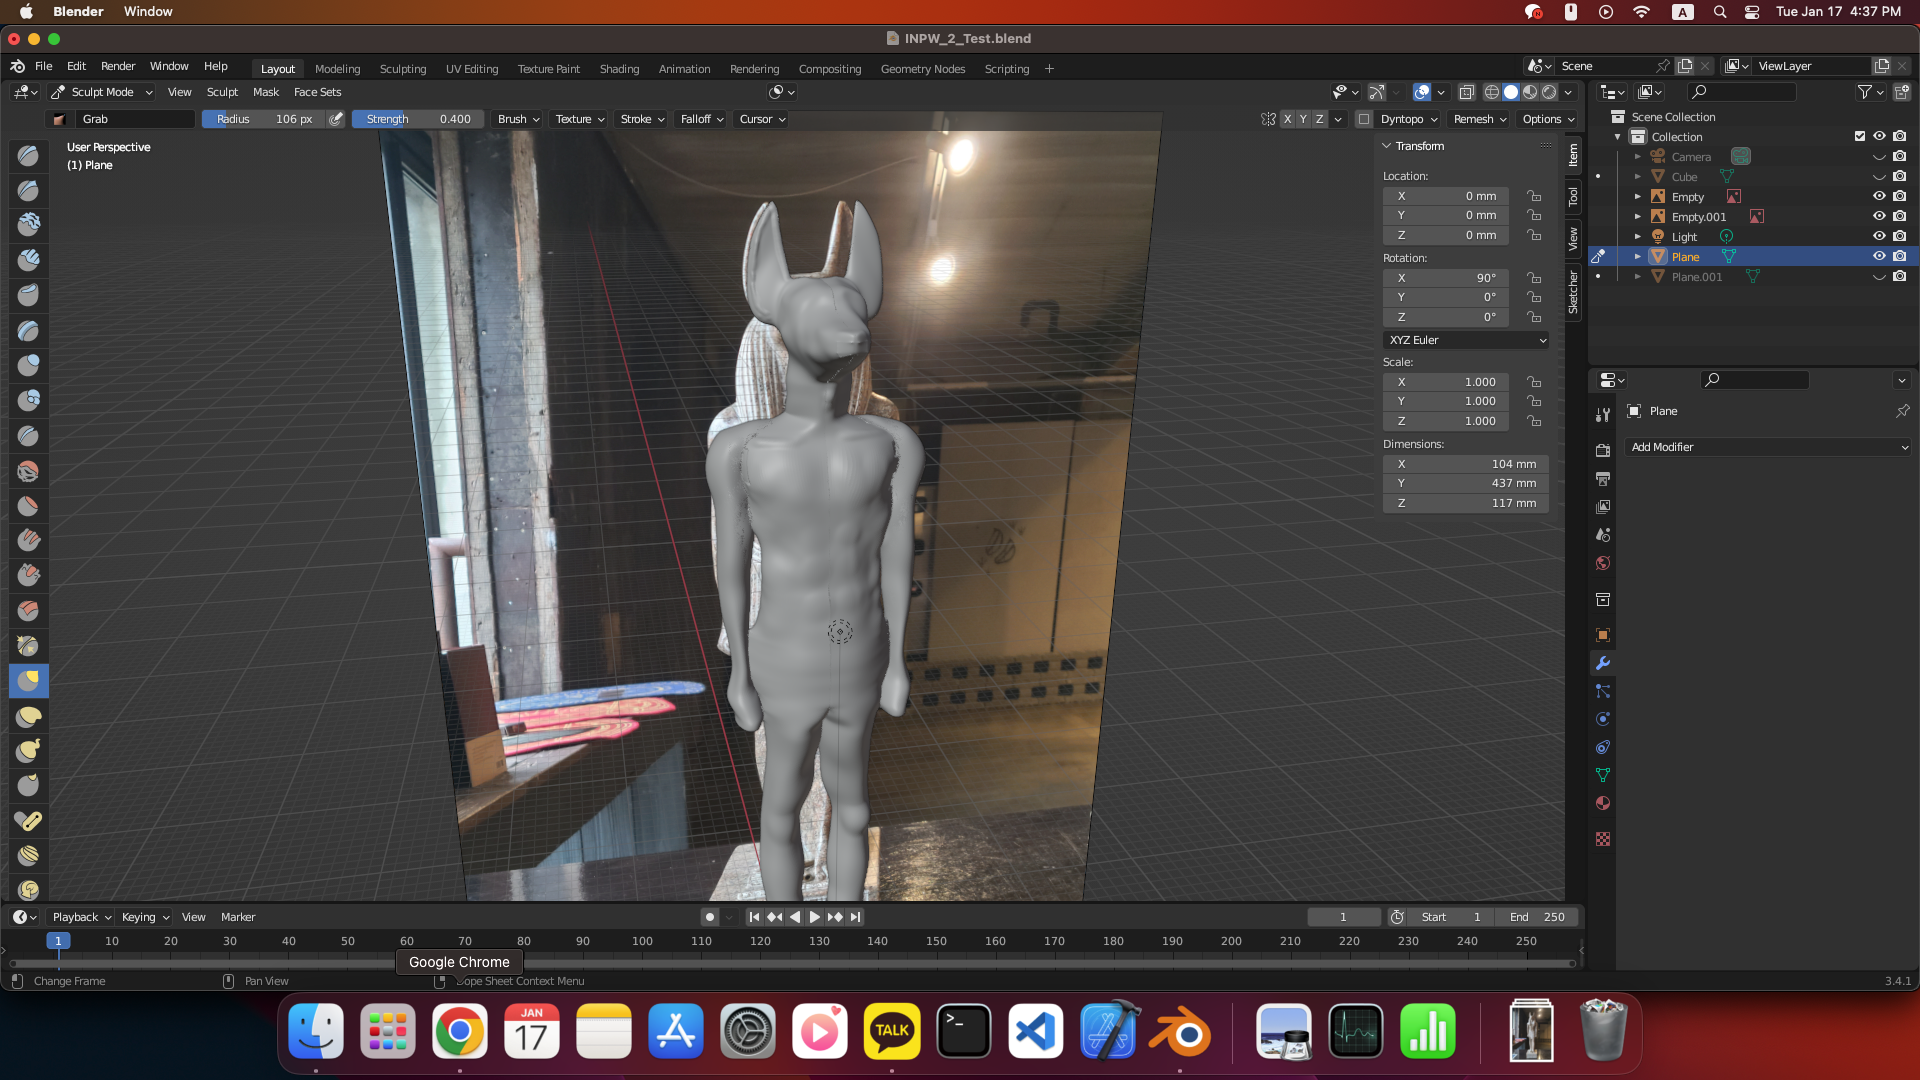 Blender Window
A
Tue Jan 17 4:37 PM
INPW_2_Test.blend
File Edit Render Window Help Layout Modeling Sculpting UV Editing Texture Paint Shading Animation Rendering Compositing Geometry Nodes Scripting +
Scene
ViewLayer
Sculpt Mode View Sculpt Mask Face Sets
Grab Radius 106 px Strength 0.400 Brush Texture Stroke Falloff Cursor
X Y Z Dyntopo Remesh Options
User Perspective
(1) Plane
Transform
Location:
X 0 mm
Y 0 mm
Z 0 mm
Rotation:
X 90°
Y 0°
Z 0°
XYZ Euler
Scale:
X 1.000
Y 1.000
Z 1.000
Dimensions:
X 104 mm
Y 437 mm
Z 117 mm
Item
Tool
View
Sketcher
Scene Collection
Collection
Camera
Cube
Empty
Empty.001
Light
Plane
Plane.001
Plane
Add Modifier
Playback Keying View Marker
1
Start 1
End 250
1 10 20 30 40 50 60 70 80 90 100 110 120 130 140 150 160 170 180 190 200 210 220 230 240 250
Google Chrome
Change Frame
Pan View
Dope Sheet Context Menu
3.4.1
JAN
17
TALK
>_